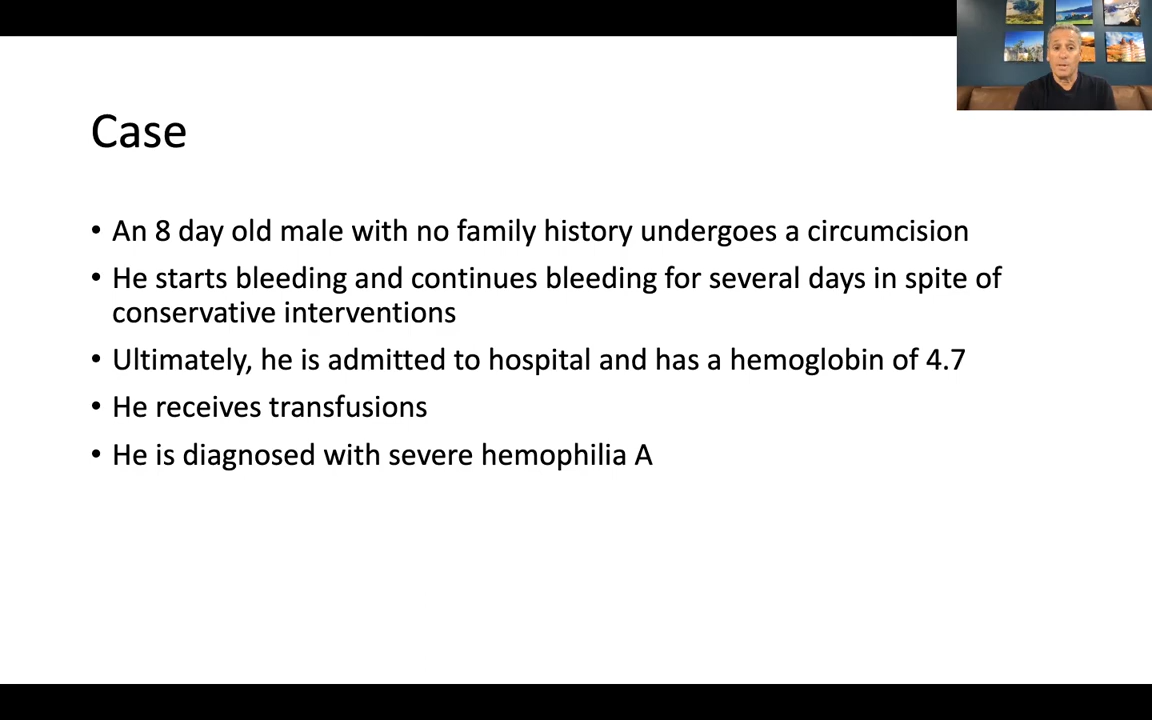 Case
• An 8 day old male with no family history undergoes a circumcision
• He starts bleeding and continues bleeding for several days in spite of
conservative interventions
• Ultimately, he is admitted to hospital and has a hemoglobin of 4.7
• He receives transfusions
• He is diagnosed with severe hemophilia A